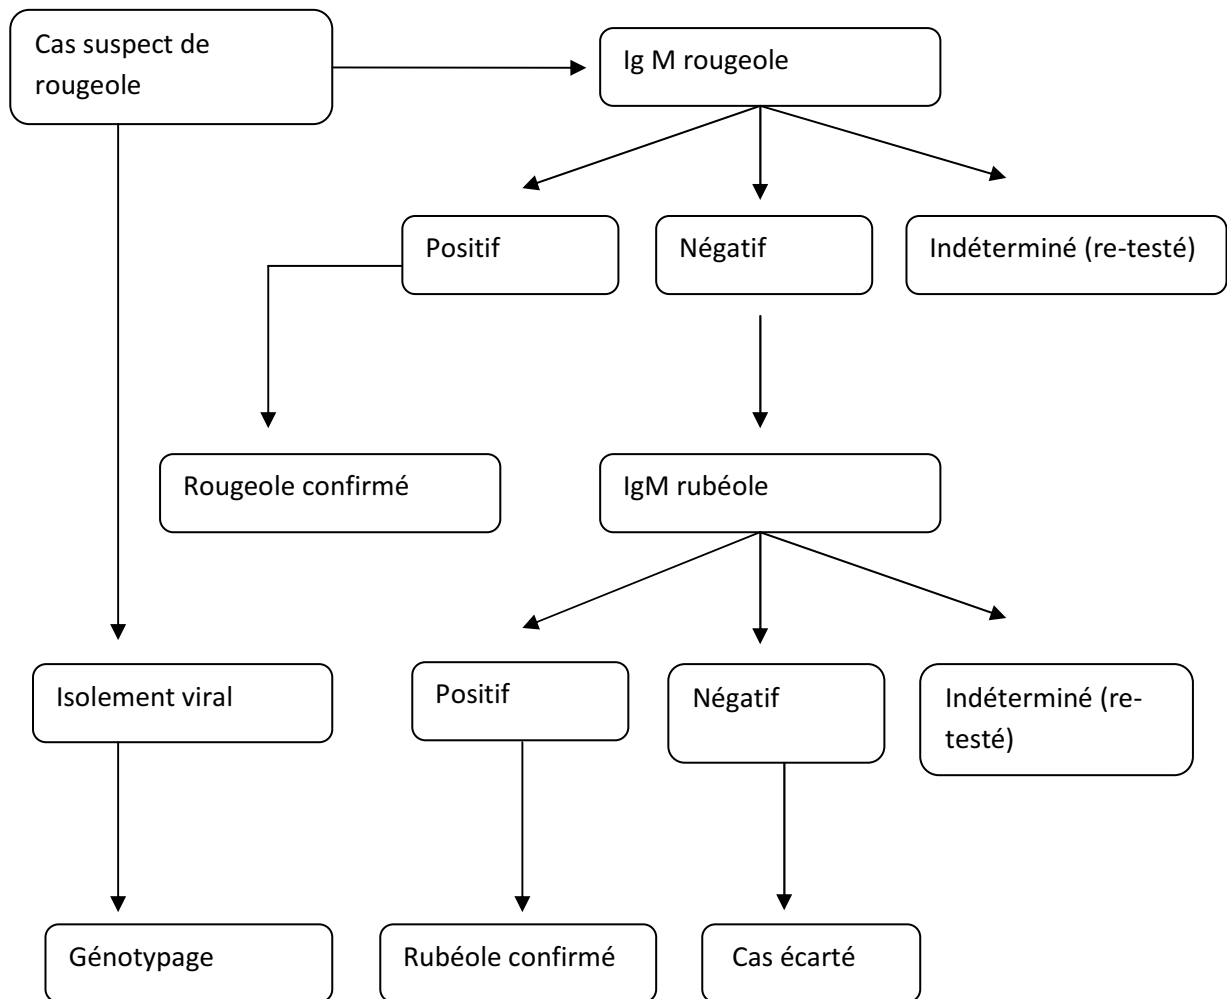 Cas suspect de
rougeole
Ig M rougeole
Positif
Négatif
Indéterminé (re-testé)
Rougeole confirmé
IgM rubéole
Isolement viral
Positif
Négatif
Indéterminé (re-
testé)
Génotypage
Rubéole confirmé
Cas écarté